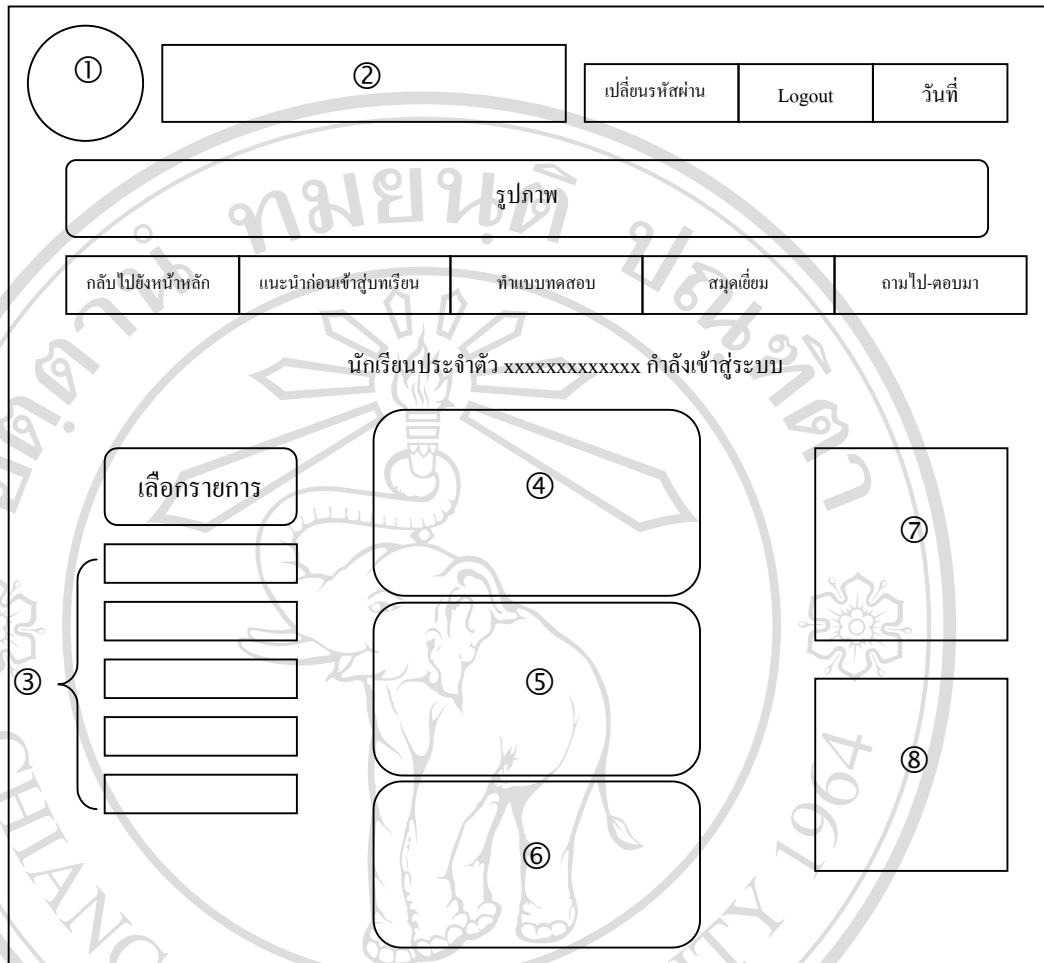 ① ② เปลี่ยนรหัสผ่าน Logout วันที่
รูปภาพ
กลับไปยังหน้าหลัก แนะนำก่อนเข้าสู่บทเรียน ทำแบบทดสอบ สมุดเยี่ยม ถามไป-ตอบมา
นักเรียนประจำตัว xxxxxxxxxxxxx กำลังเข้าสู่ระบบ
เลือกรายการ
③
④
⑤
⑥
⑦
⑧
CHIANG
TY 1964